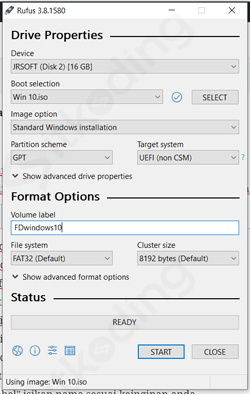 Rufus 3.8.1580
Drive Properties
Device
JRSOFT (Disk 2) [16 GB]
Boot selection
Win 10.iso
SELECT
Image option
Standard Windows installation
Partition scheme
Target system
GPT
UEFI (non CSM)
?
Show advanced drive properties
Format Options
Volume label
FDwindows10
File system
Cluster size
FAT32 (Default)
8192 bytes (Default)
Show advanced format options
Status
READY
START
CLOSE
Using image: Win 10.iso
isikan nama sesuai keinginan anda